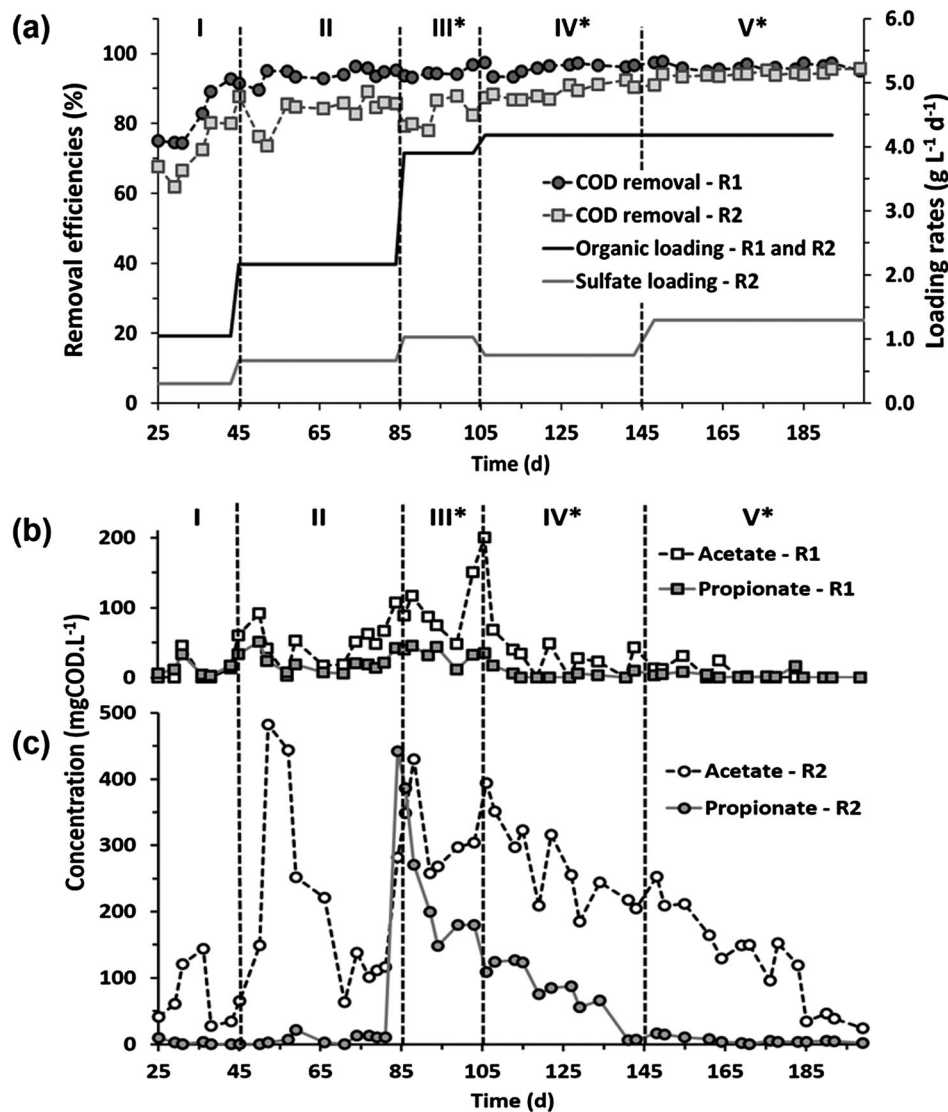 (a)
I II III* IV* V*
Removal efficiencies (%)
100
80
60
40
20
0
6.0
5.0
4.0
3.0
2.0
1.0
0.0
Loading rates (g L⁻¹ d⁻¹)
COD removal - R1
COD removal - R2
Organic loading - R1 and R2
Sulfate loading - R2
25 45 65 85 105 125 145 165 185
Time (d)
(b)
I II III* IV* V*
200
100
0
Acetate - R1
Propionate - R1
Concentration (mgCOD.L⁻¹)
(c)
500
400
300
200
100
0
Acetate - R2
Propionate - R2
25 45 65 85 105 125 145 165 185
Time (d)